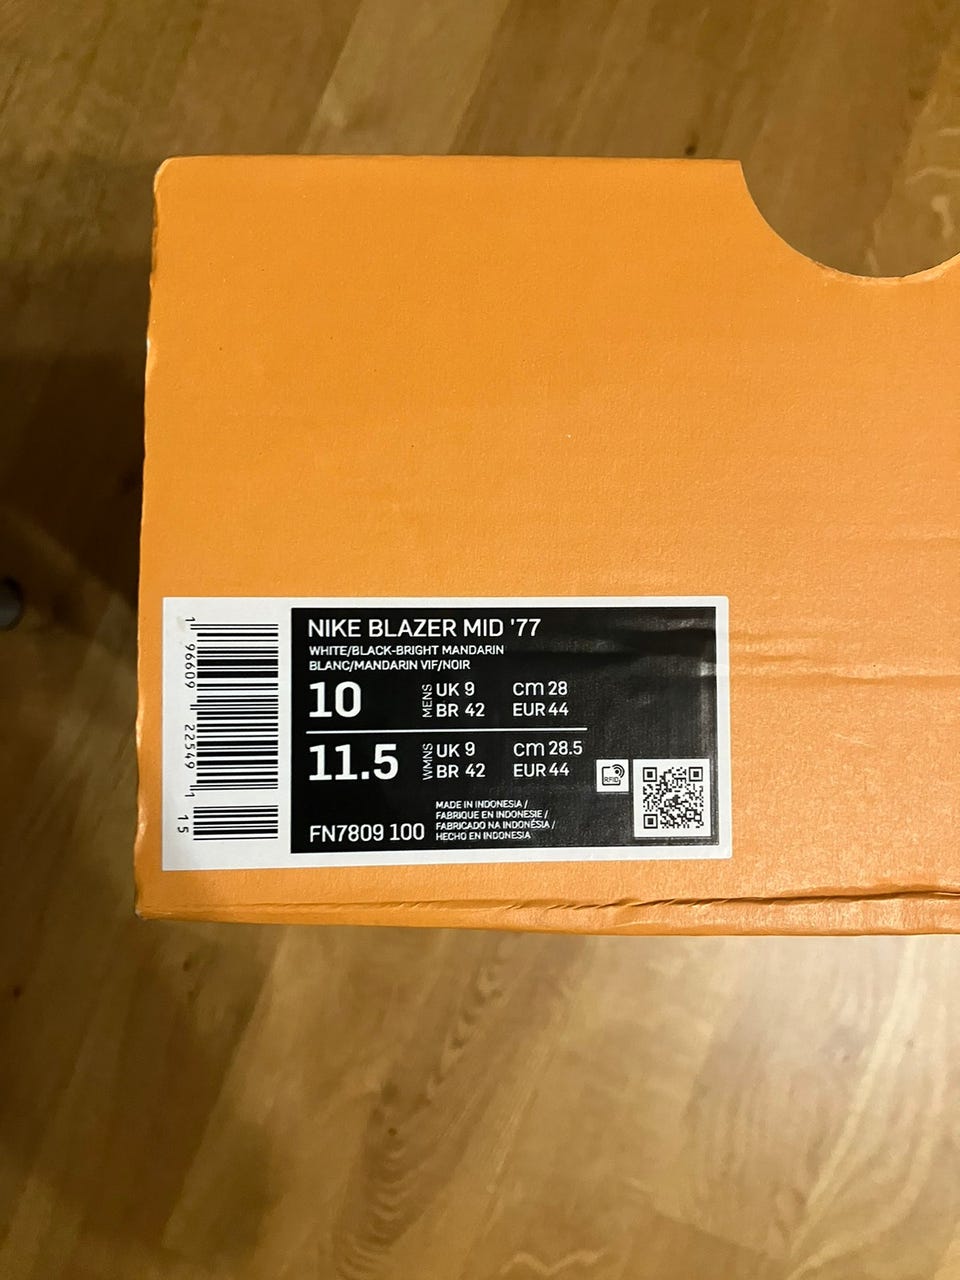 NIKE BLAZER MID '77
WHITE/BLACK-BRIGHT MANDARIN
BLANC/MANDARIN VIF/NOIR
10 MENS UK 9 cm 28
BR 42 EUR 44
11.5 WMNS UK 9 cm 28.5
BR 42 EUR 44
RFID
FN7809 100
MADE IN INDONESIA /
FABRIQUE EN INDONESIE /
FABRICADO NA INDONÉSIA /
HECHO EN INDONESIA
1 96609 22549 1 15